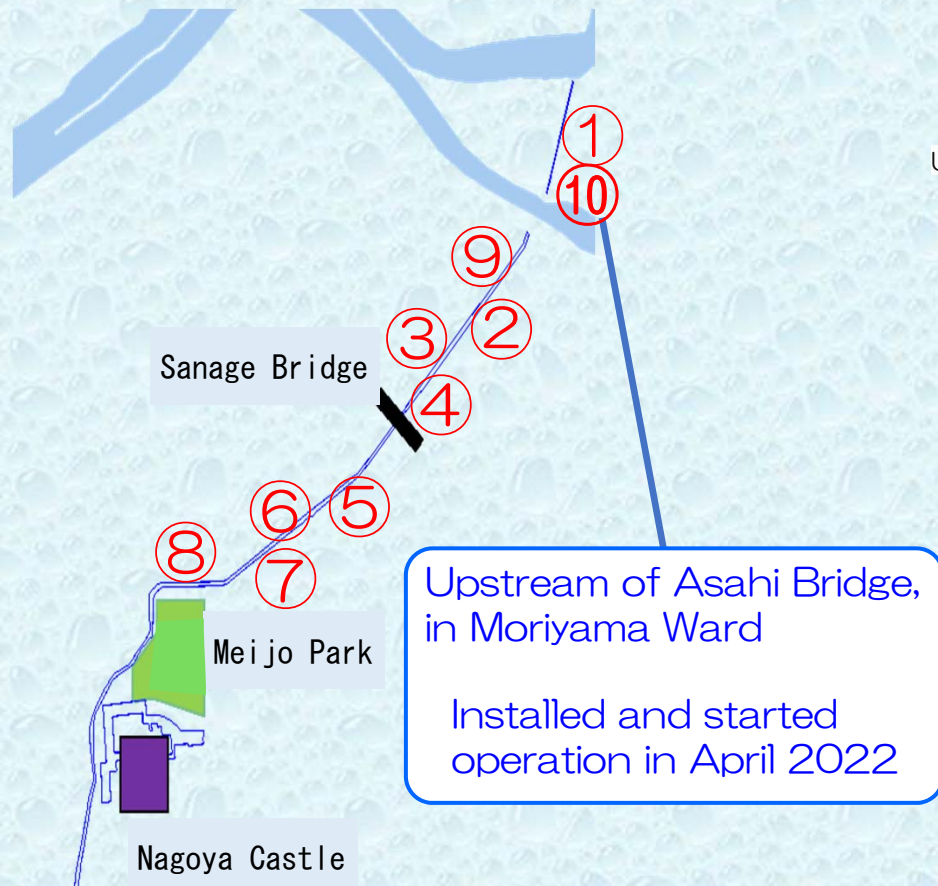 ①
U
⑩
⑨
②
③
Sanage Bridge
④
⑤
⑥
⑧
⑦
Upstream of Asahi Bridge,
in Moriyama Ward
Meijo Park
Installed and started
operation in April 2022
Nagoya Castle